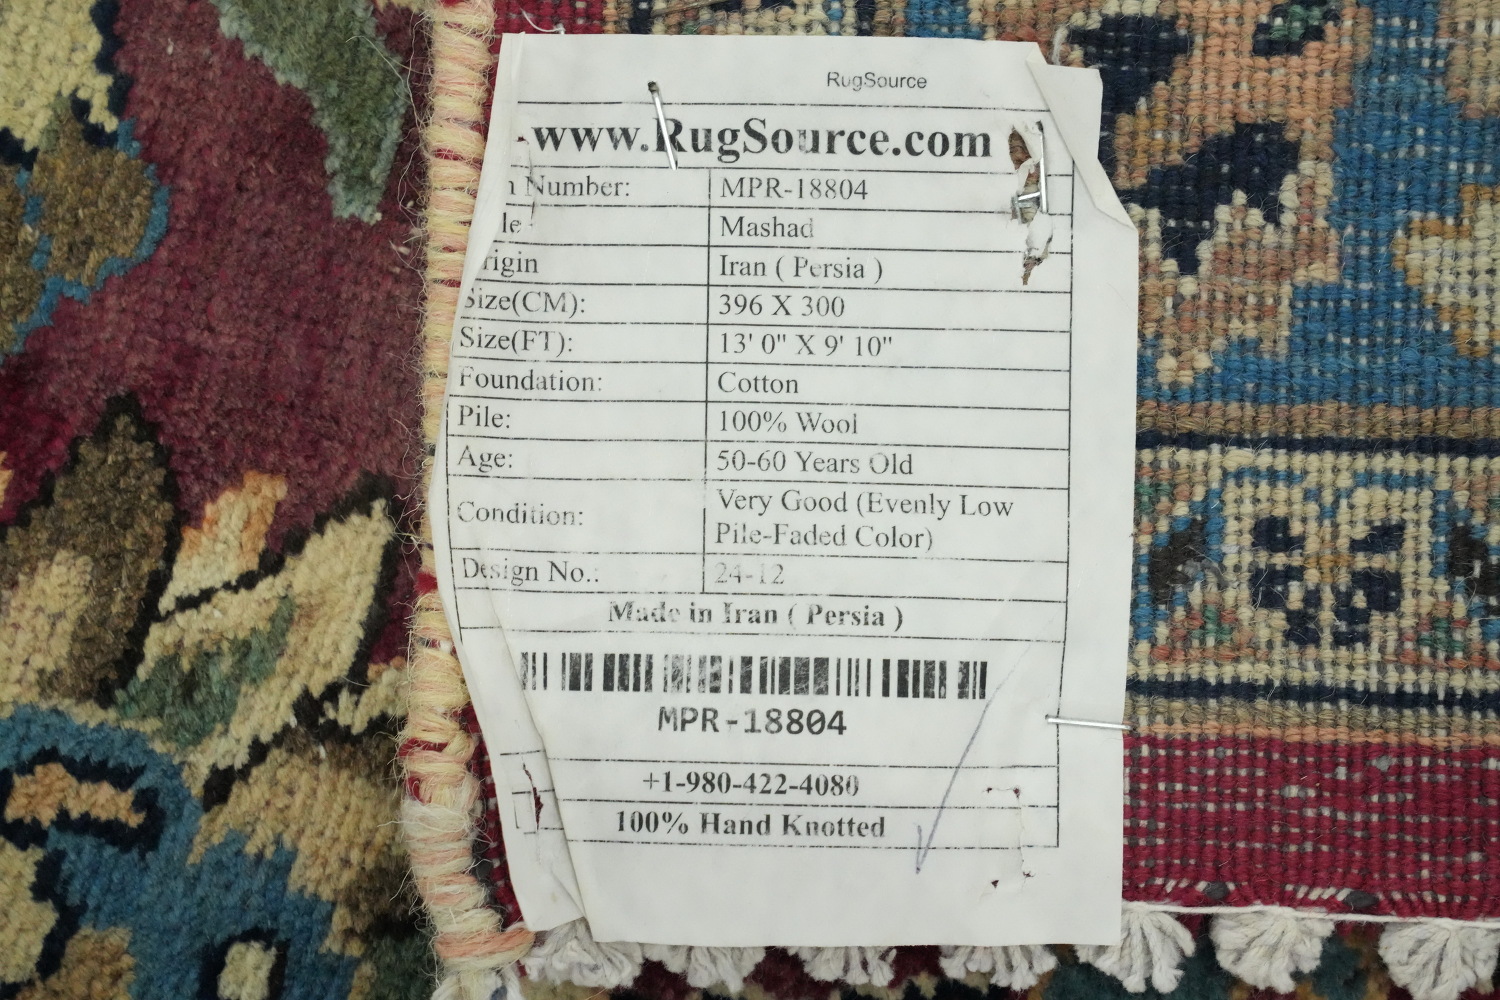 RugSource
www.RugSource.com
Number: MPR-18804
Mashad
Origin Iran ( Persia )
Size(CM): 396 X 300
Size(FT): 13' 0" X 9' 10"
Foundation: Cotton
Pile: 100% Wool
Age: 50-60 Years Old
Condition: Very Good (Evenly Low
Pile-Faded Color)
Design No.: 24-12
Made in Iran ( Persia )
MPR-18804
+1-980-422-4080
100% Hand Knotted